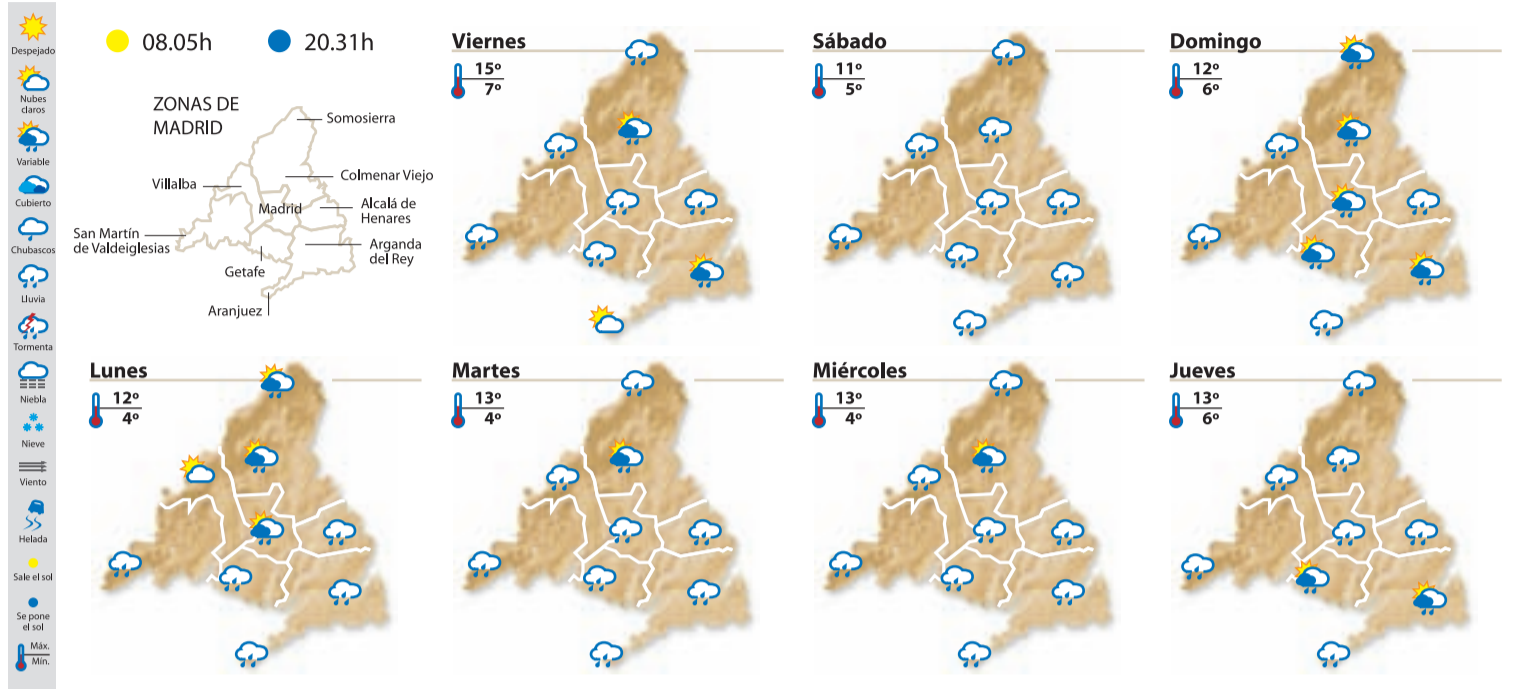 Despejado
Nubes
claros
Variable
Cubierto
Chubascos
Lluvia
Tormenta
Niebla
Nieve
Viento
Helada
Sale el sol
Se pone
el sol
Máx.
Mín.
08.05h
20.31h
ZONAS DE
MADRID
Somosierra
Colmenar Viejo
Villalba
Madrid
Alcalá de
Henares
San Martín
de Valdeiglesias
Arganda
del Rey
Getafe
Aranjuez
Viernes
15º
7º
Sábado
11º
5º
Domingo
12º
6º
Lunes
12º
4º
Martes
13º
4º
Miércoles
13º
4º
Jueves
13º
6º